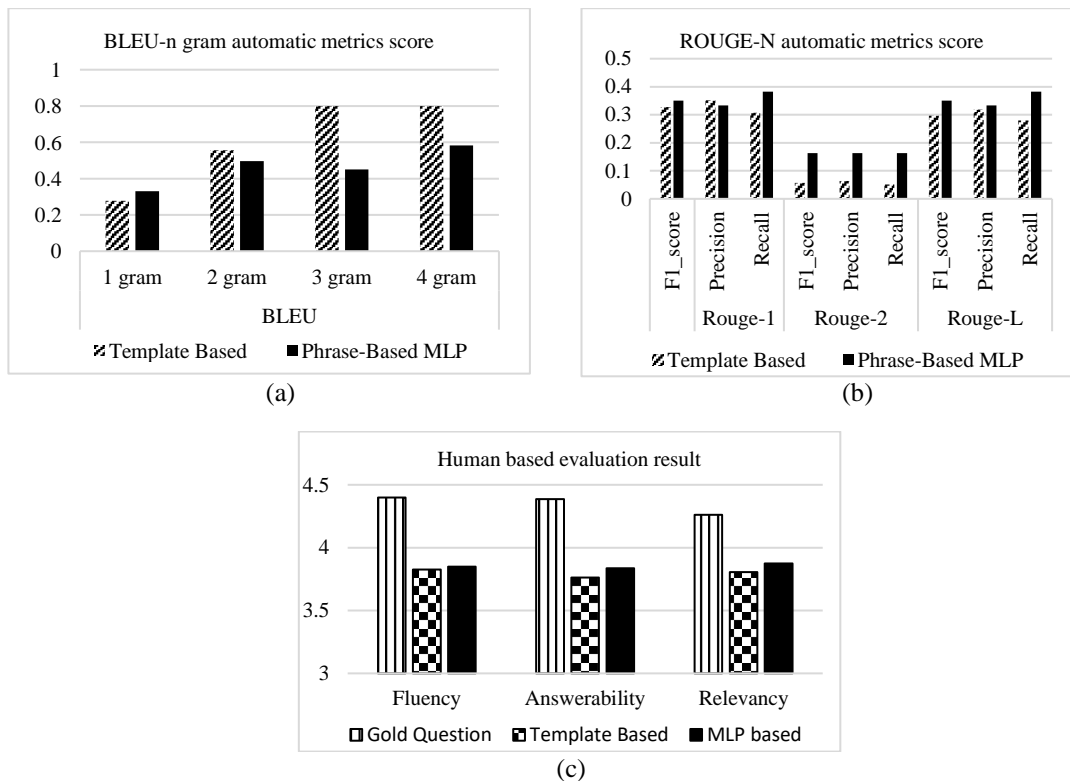 BLEU-n gram automatic metrics score
1
0.8
0.6
0.4
0.2
0
1 gram 2 gram 3 gram 4 gram
BLEU
Template Based Phrase-Based MLP
(a)
ROUGE-N automatic metrics score
0.5
0.4
0.3
0.2
0.1
0
F1_score Precision Recall F1_score Precision Recall F1_score Precision Recall
Rouge-1 Rouge-2 Rouge-L
Template Based Phrase-Based MLP
(b)
Human based evaluation result
4.5
4
3.5
3
Fluency Answerability Relevancy
Gold Question Template Based MLP based
(c)